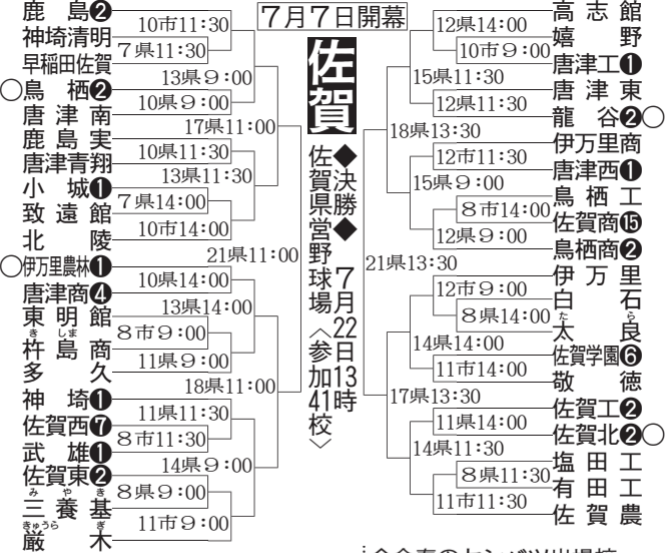 7月7日開幕
佐賀
◆決勝◆ 7月22日13時
佐賀県営野球場〈参加41校〉
鹿島❷
神埼清明
早稲田佐賀
○鳥栖❷
唐津南
鹿島実
唐津青翔
小城❶
致遠館
北陵
○伊万里農林❶
唐津商❹
東明館
きしま
杵島商
多久
神埼❶
佐賀西❼
武雄❶
佐賀東❷
みやき
三養基
きゅうらぎ
厳木
10市11:30
7県11:30
13県9:00
10県9:00
17県11:00
10県11:30
13県11:30
7県14:00
10市14:00
21県11:00
10県14:00
13県14:00
8市9:00
11県9:00
18県11:00
11県11:30
8市11:30
14県9:00
8県9:00
11市9:00
12県14:00
10市9:00
15県11:30
12県11:30
18県13:30
12市11:30
15県9:00
8市14:00
12県9:00
21県13:30
12市9:00
8県14:00
14県14:00
11市14:00
17県13:30
11県14:00
14県11:30
8県11:30
11市11:30
高志館
嬉野
唐津工❶
唐津東
龍谷❷○
伊万里商
唐津西❶
鳥栖工
佐賀商⓯
鳥栖商❷
伊万里
白石
たら
太良
佐賀学園❻
敬徳
佐賀工❷
佐賀北❷○
塩田工
有田工
佐賀農